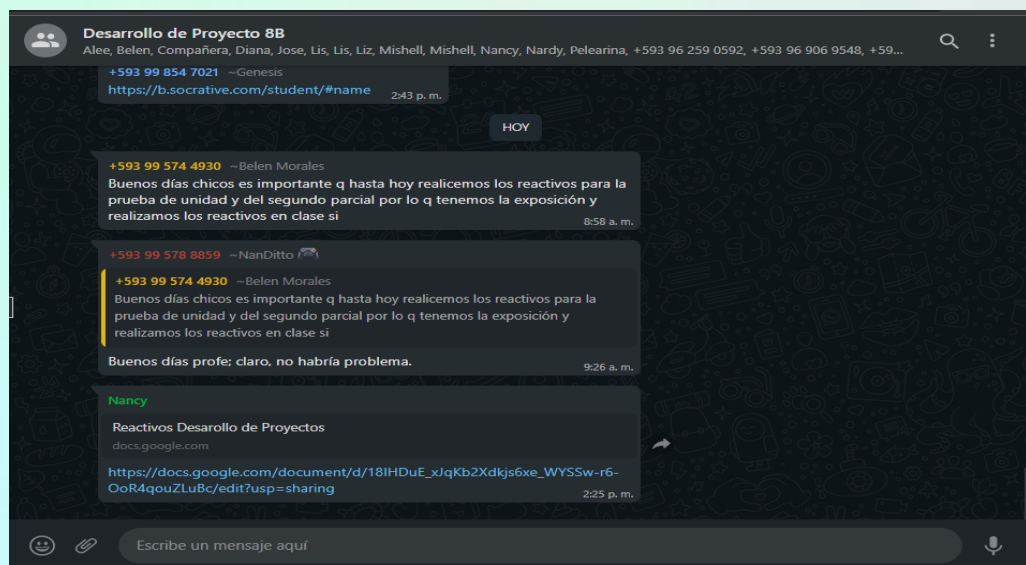 Desarrollo de Proyecto 8B
Alee, Belen, Compañera, Diana, Jose, Lis, Lis, Liz, Mishell, Mishell, Nancy, Nardy, Pelearina, +593 96 259 0592, +593 96 906 9548, +59...
+593 99 854 7021 ~Genesis
https://b.socrative.com/student/#name
2:43 p. m.
HOY
+593 99 574 4930 ~Belen Morales
Buenos días chicos es importante q hasta hoy realicemos los reactivos para la
prueba de unidad y del segundo parcial por lo q tenemos la exposición y
realizamos los reactivos en clase si
8:58 a. m.
+593 99 578 8859 ~NanDitto 🎮
+593 99 574 4930 ~Belen Morales
Buenos días chicos es importante q hasta hoy realicemos los reactivos para la
prueba de unidad y del segundo parcial por lo q tenemos la exposición y
realizamos los reactivos en clase si
Buenos días profe; claro, no habría problema.
9:26 a. m.
Nancy
Reactivos Desarollo de Proyectos
docs.google.com
https://docs.google.com/document/d/18IHDuE_xJqKb2Xdkjs6xe_WYSSw-r6-
OoR4qouZLuBc/edit?usp=sharing
2:25 p. m.
Escribe un mensaje aquí